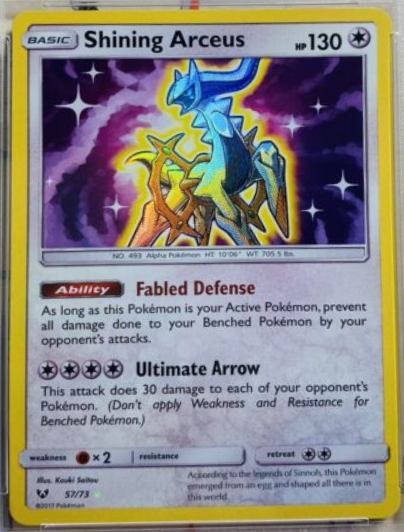 BASIC Shining Arceus HP 130
NO. 493 Alpha Pokémon HT: 10'06" WT: 705.5 lbs.
Ability Fabled Defense
As long as this Pokémon is your Active Pokémon, prevent
all damage done to your Benched Pokémon by your
opponent's attacks.
Ultimate Arrow
This attack does 30 damage to each of your opponent's
Pokémon. (Don't apply Weakness and Resistance for
Benched Pokémon.)
weakness ×2 resistance retreat
Illus. Kouki Saitou
57/73
©2017 Pokémon
According to the legends of Sinnoh, this Pokémon
emerged from an egg and shaped all there is in
this world.